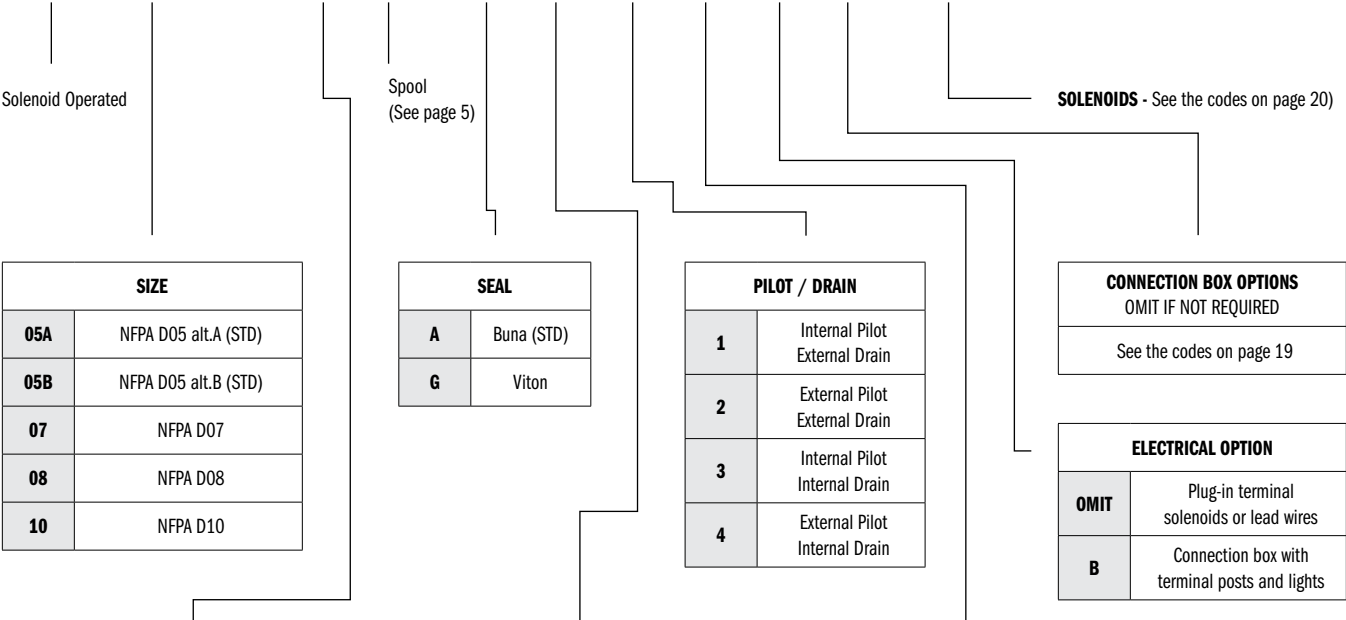 Solenoid Operated
Spool
(See page 5)
SOLENOIDS - See the codes on page 20)
SIZE
05A NFPA D05 alt.A (STD)
05B NFPA D05 alt.B (STD)
07 NFPA D07
08 NFPA D08
10 NFPA D10
SEAL
A Buna (STD)
G Viton
PILOT / DRAIN
1 Internal Pilot
External Drain
2 External Pilot
External Drain
3 Internal Pilot
Internal Drain
4 External Pilot
Internal Drain
CONNECTION BOX OPTIONS
OMIT IF NOT REQUIRED
See the codes on page 19
ELECTRICAL OPTION
OMIT Plug-in terminal
solenoids or lead wires
B Connection box with
terminal posts and lights